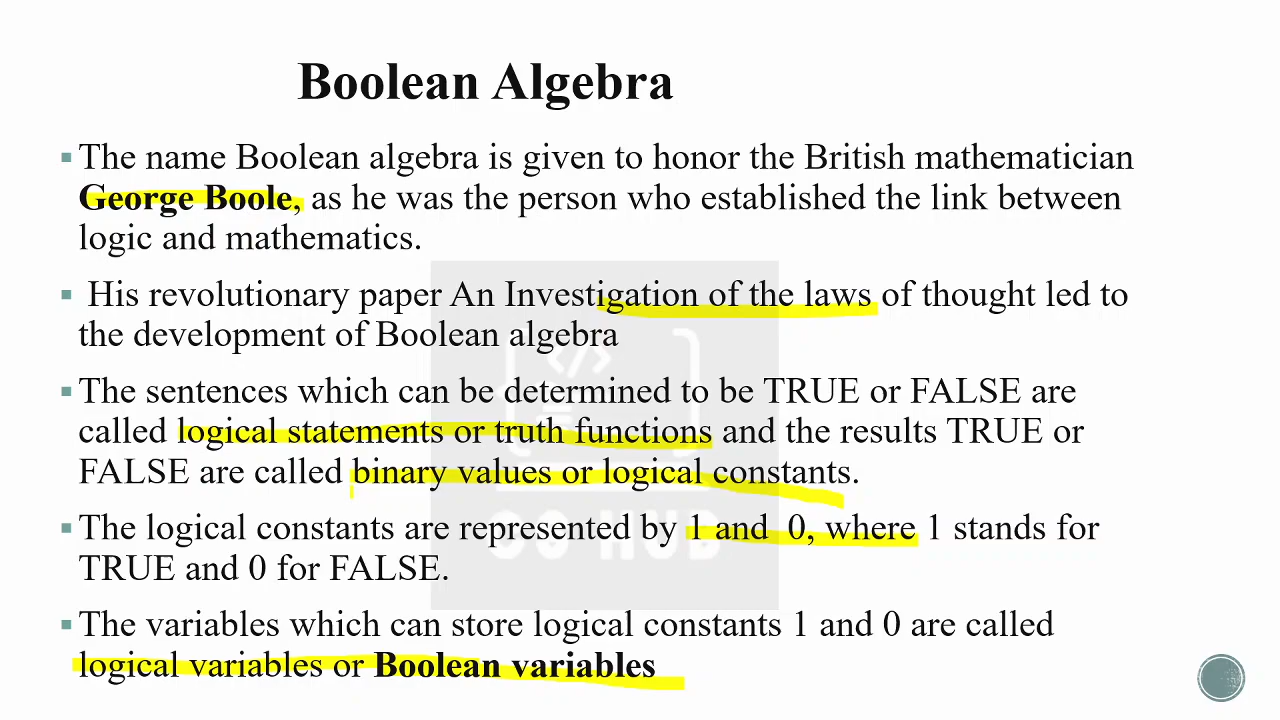 Boolean Algebra
▪ The name Boolean algebra is given to honor the British mathematician
George Boole, as he was the person who established the link between
logic and mathematics.
▪ His revolutionary paper An Investigation of the laws of thought led to
the development of Boolean algebra
▪ The sentences which can be determined to be TRUE or FALSE are
called logical statements or truth functions and the results TRUE or
FALSE are called binary values or logical constants.
▪ The logical constants are represented by 1 and 0, where 1 stands for
TRUE and 0 for FALSE.
▪ The variables which can store logical constants 1 and 0 are called
logical variables or Boolean variables